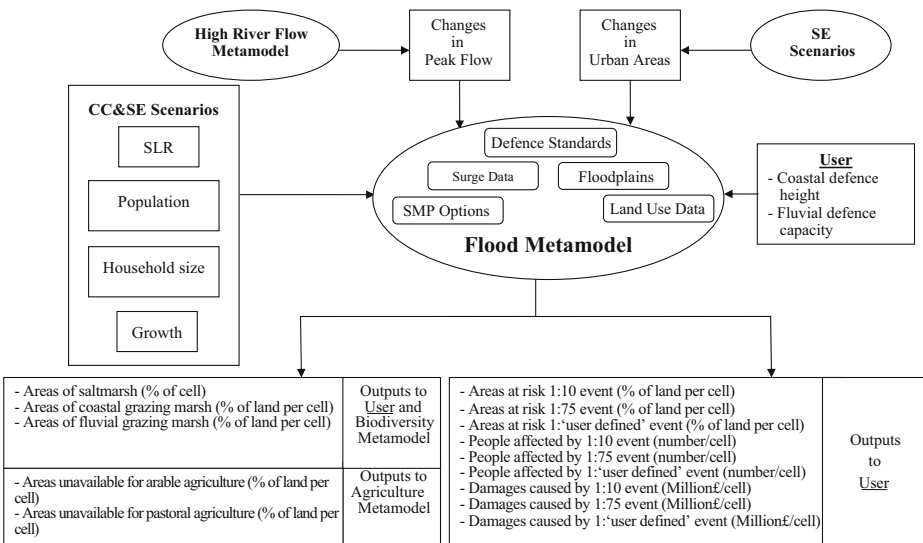 High River Flow
Metamodel
Changes
in
Peak Flow
Changes
in
Urban Areas
SE
Scenarios
CC&SE Scenarios
SLR
Population
Household size
Growth
Defence Standards
Surge Data
Floodplains
SMP Options
Land Use Data
Flood Metamodel
User
- Coastal defence
height
- Fluvial defence
capacity
- Areas of saltmarsh (% of cell)
- Areas of coastal grazing marsh (% of land per cell)
- Areas of fluvial grazing marsh (% of land per cell)
Outputs to
User and
Biodiversity
Metamodel
- Areas unavailable for arable agriculture (% of land per
cell)
- Areas unavailable for pastoral agriculture (% of land per
cell)
Outputs to
Agriculture
Metamodel
- Areas at risk 1:10 event (% of land per cell)
- Areas at risk 1:75 event (% of land per cell)
- Areas at risk 1:‘user defined’ event (% of land per cell)
- People affected by 1:10 event (number/cell)
- People affected by 1:75 event (number/cell)
- People affected by 1:‘user defined’ event (number/cell)
- Damages caused by 1:10 event (Million£/cell)
- Damages caused by 1:75 event (Million£/cell)
- Damages caused by 1:‘user defined’ event (Million£/cell)
Outputs
to
User